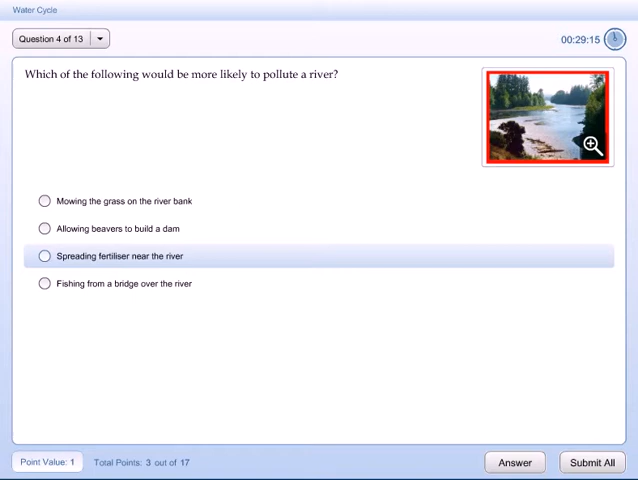 Water Cycle
Question 4 of 13
00:29:15
Which of the following would be more likely to pollute a river?
Mowing the grass on the river bank
Allowing beavers to build a dam
Spreading fertiliser near the river
Fishing from a bridge over the river
Point Value: 1
Total Points: 3 out of 17
Answer
Submit All